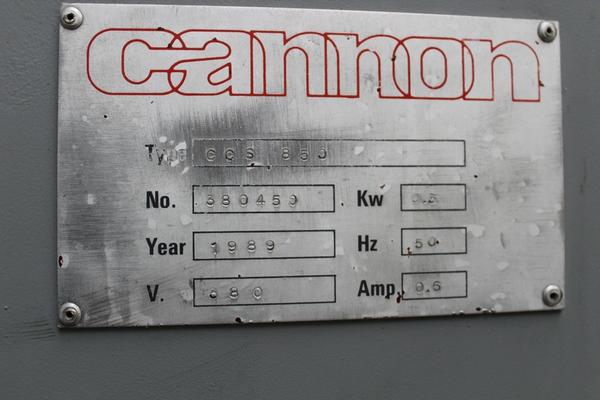 cannon
Type CCS 850
No. 380450 Kw 0.5
Year 1989 Hz 50
V. 380 Amp. 0.6